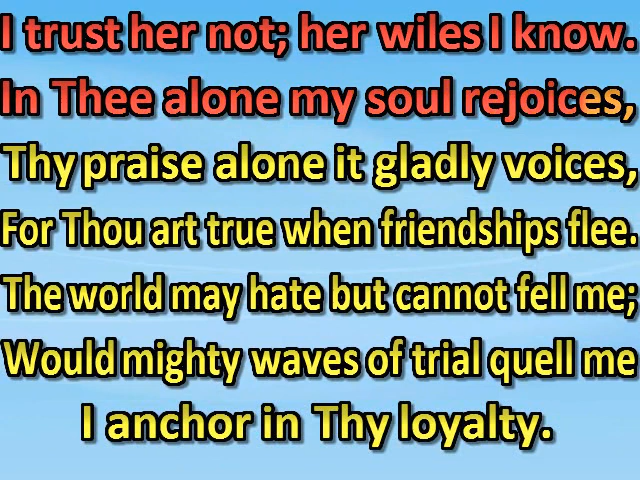 I trust her not; her wiles I know.
In Thee alone my soul rejoices,
Thy praise alone it gladly voices,
For Thou art true when friendships flee.
The world may hate but cannot fell me;
Would mighty waves of trial quell me
I anchor in Thy loyalty.